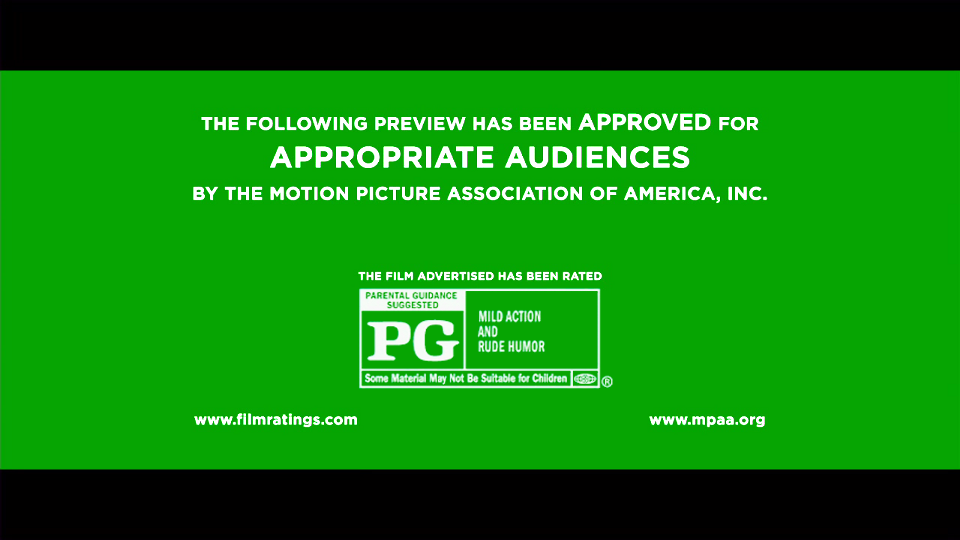 THE FOLLOWING PREVIEW HAS BEEN APPROVED FOR
APPROPRIATE AUDIENCES
BY THE MOTION PICTURE ASSOCIATION OF AMERICA, INC.
THE FILM ADVERTISED HAS BEEN RATED
PARENTAL GUIDANCE
SUGGESTED
PG
MILD ACTION
AND
RUDE HUMOR
Some Material May Not Be Suitable for Children
®
www.filmratings.com
www.mpaa.org